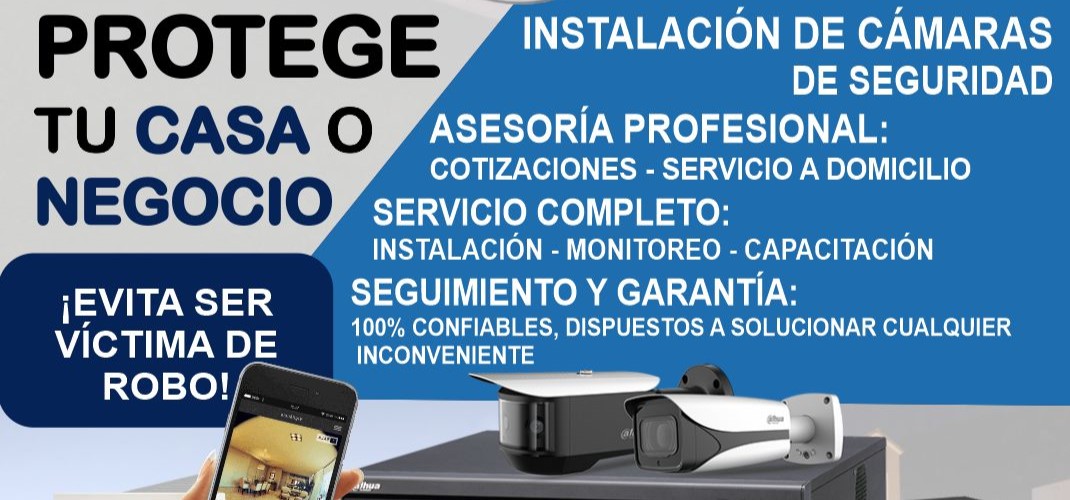 PROTEGE
TU CASA O
NEGOCIO
¡EVITA SER
VÍCTIMA DE
ROBO!
INSTALACIÓN DE CÁMARAS
DE SEGURIDAD
ASESORÍA PROFESIONAL:
COTIZACIONES - SERVICIO A DOMICILIO
SERVICIO COMPLETO:
INSTALACIÓN - MONITOREO - CAPACITACIÓN
SEGUIMIENTO Y GARANTÍA:
100% CONFIABLES, DISPUESTOS A SOLUCIONAR CUALQUIER
INCONVENIENTE
alhua